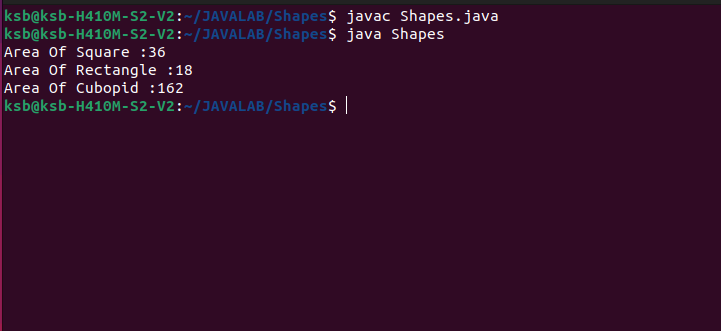 ksb@ksb-H410M-S2-V2:~/JAVALAB/Shapes$ javac Shapes.java
ksb@ksb-H410M-S2-V2:~/JAVALAB/Shapes$ java Shapes
Area Of Square :36
Area Of Rectangle :18
Area Of Cubopid :162
ksb@ksb-H410M-S2-V2:~/JAVALAB/Shapes$